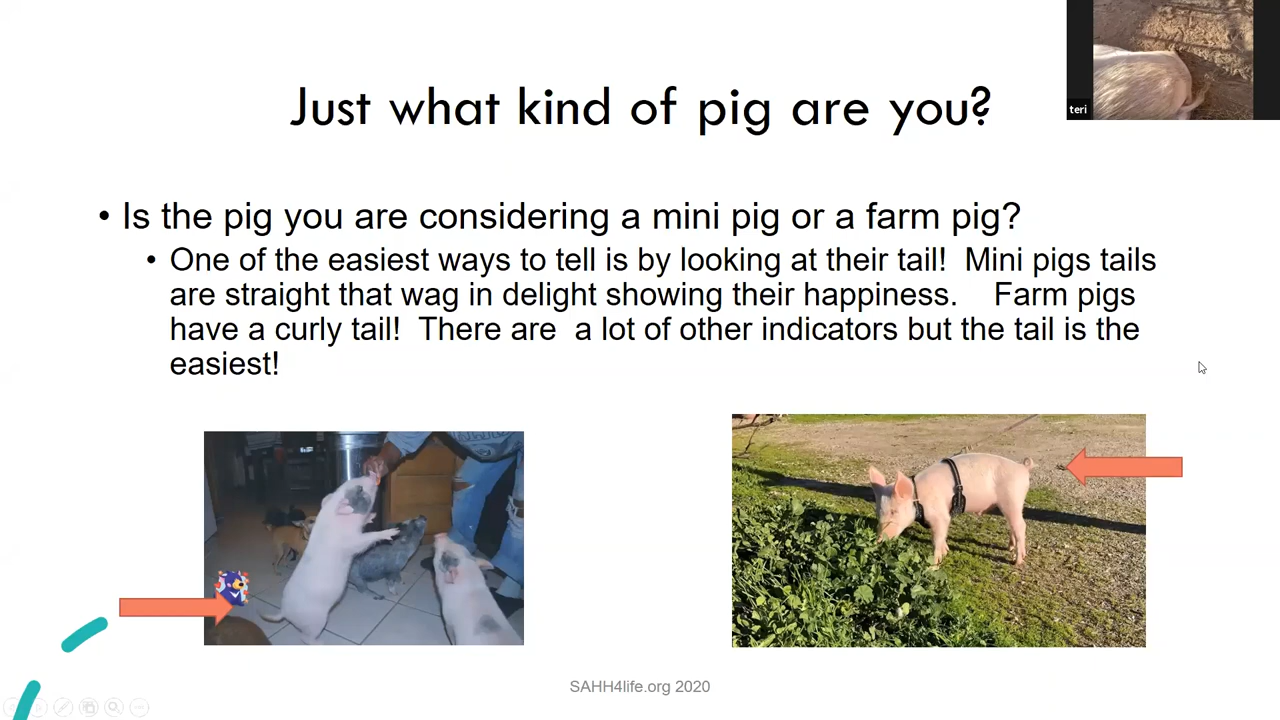 teri
Just what kind of pig are you?
• Is the pig you are considering a mini pig or a farm pig?
• One of the easiest ways to tell is by looking at their tail!  Mini pigs tails
are straight that wag in delight showing their happiness.    Farm pigs
have a curly tail!  There are  a lot of other indicators but the tail is the
easiest!
SAHH4life.org 2020